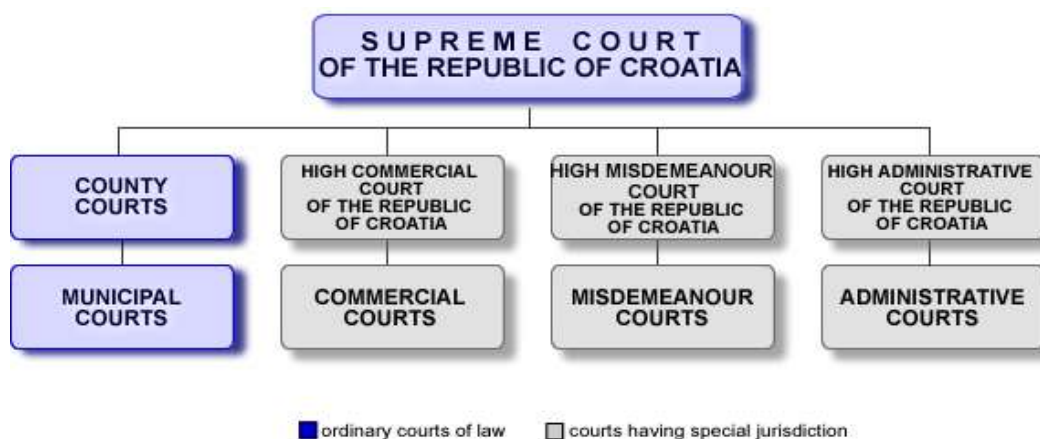 SUPREME COURT
OF THE REPUBLIC OF CROATIA
COUNTY
COURTS
HIGH COMMERCIAL
COURT
OF THE REPUBLIC
OF CROATIA
HIGH MISDEMEANOUR
COURT
OF THE REPUBLIC
OF CROATIA
HIGH ADMINISTRATIVE
COURT
OF THE REPUBLIC
OF CROATIA
MUNICIPAL
COURTS
COMMERCIAL
COURTS
MISDEMEANOUR
COURTS
ADMINISTRATIVE
COURTS
ordinary courts of law
courts having special jurisdiction